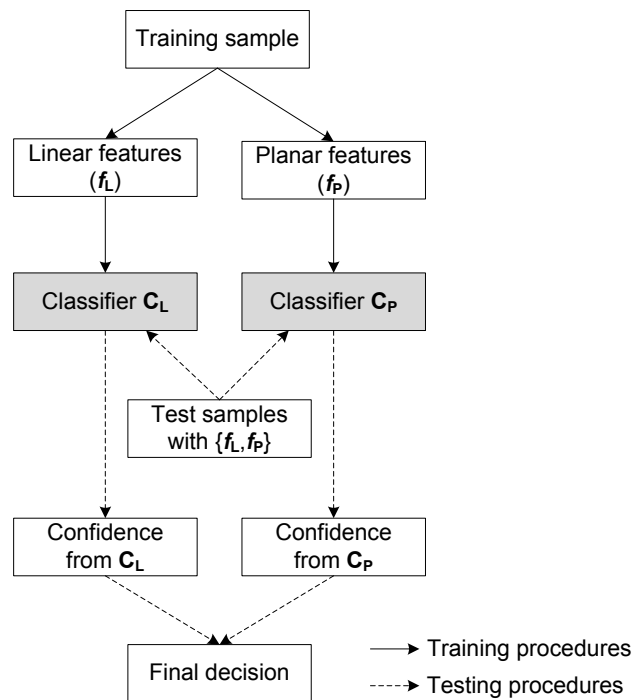 Training sample
Linear features
(fL)
Planar features
(fP)
Classifier CL
Classifier CP
Test samples
with {fL,fP}
Confidence
from CL
Confidence
from CP
Final decision
Training procedures
Testing procedures